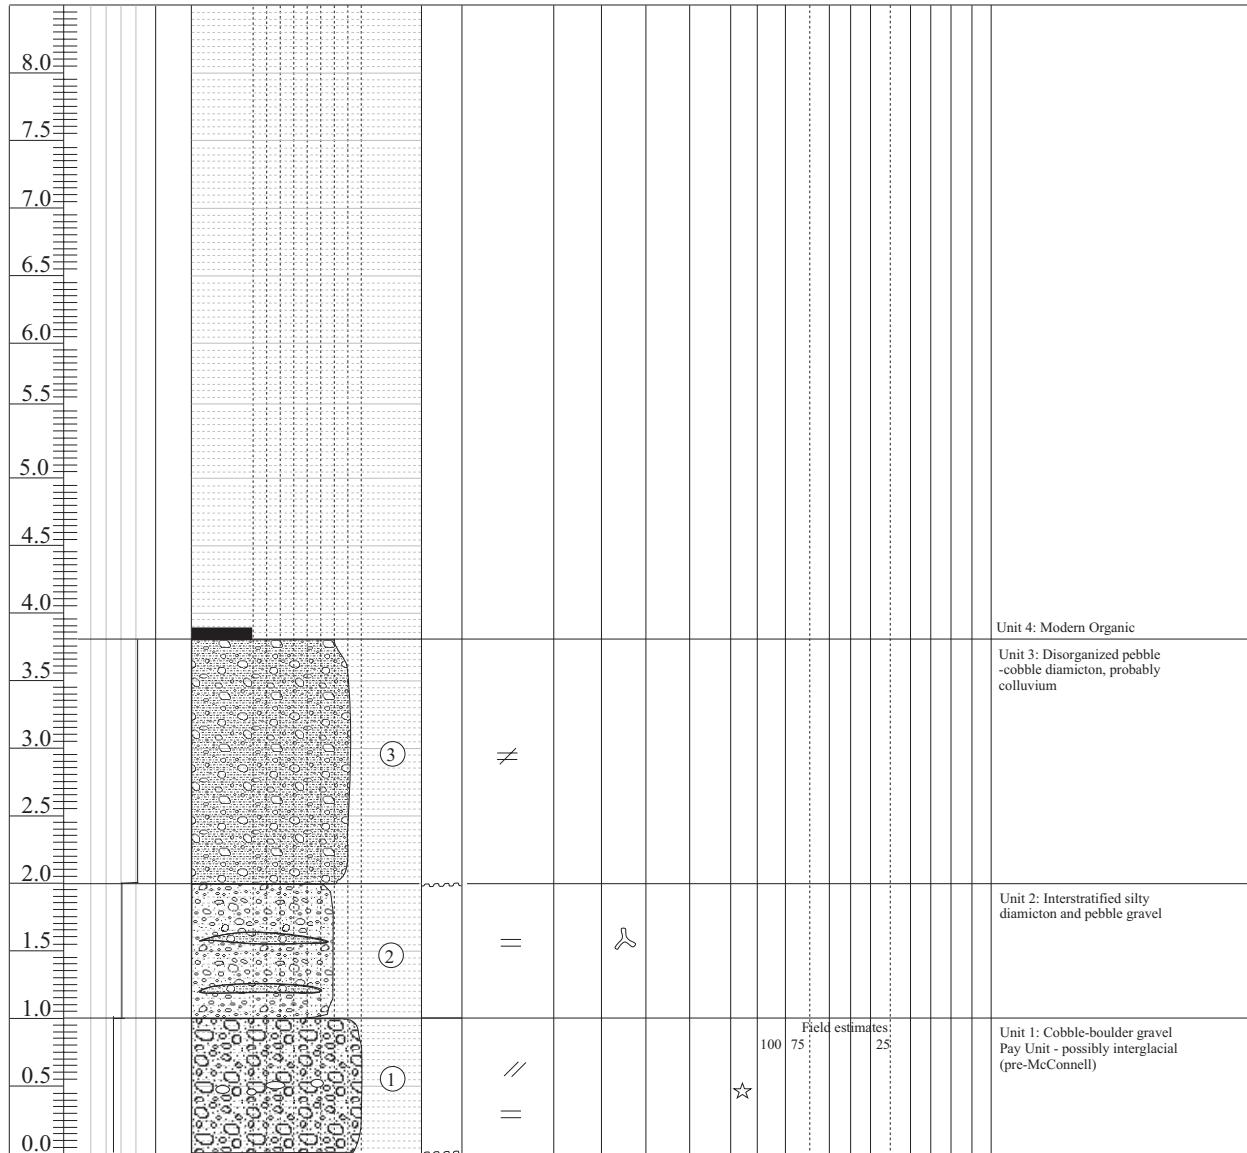 8.0
7.5
7.0
6.5
6.0
5.5
5.0
4.5
4.0
Unit 4: Modern Organic
Unit 3: Disorganized pebble
-cobble diamicton, probably
colluvium
3.5
3.0
3
2.5
2.0
Unit 2: Interstratified silty
diamicton and pebble gravel
1.5
2
1.0
Field estimates
100 75 25
Unit 1: Cobble-boulder gravel
Pay Unit - possibly interglacial
(pre-McConnell)
0.5
1
0.0